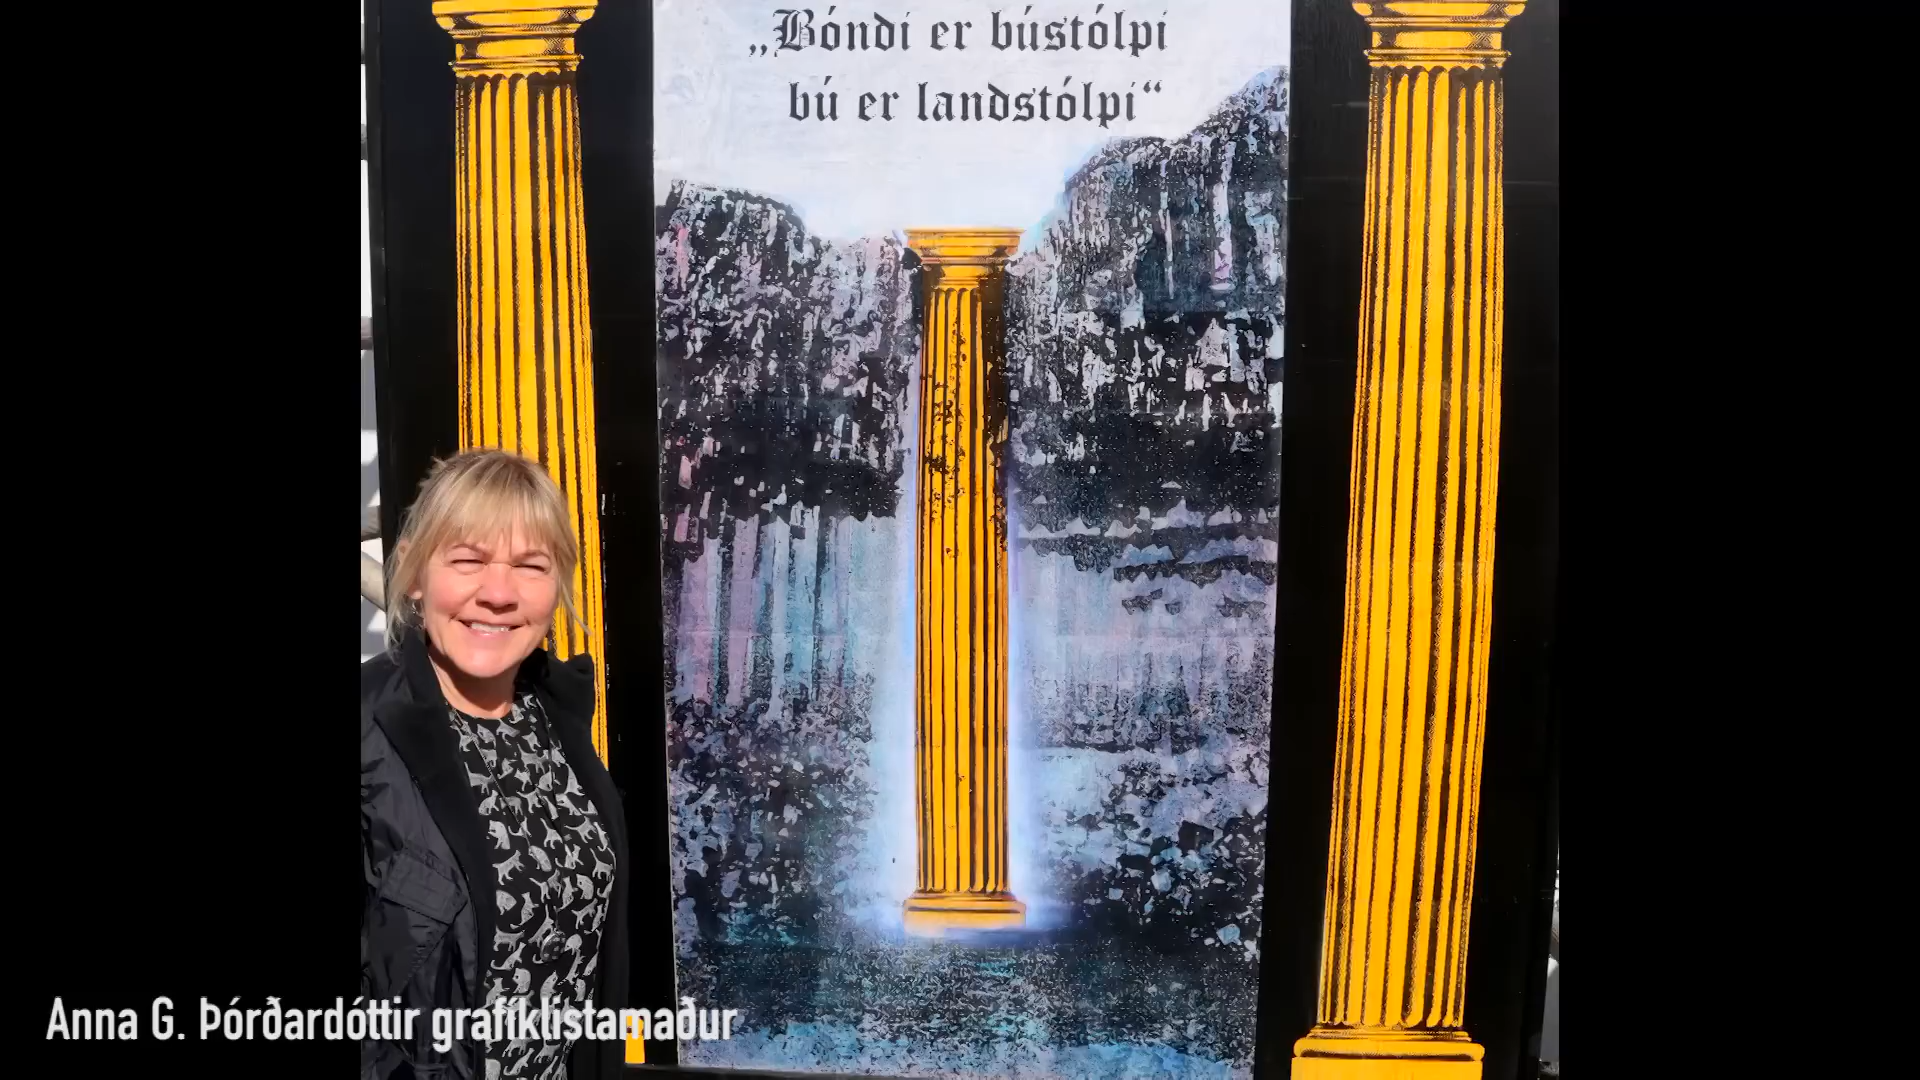 „Bóndi er bústólpi
bú er landstólpi“
Anna G. Þórðardóttir grafíklistamaður